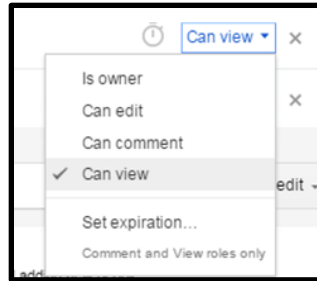 Can view
Is owner
Can edit
Can comment
Can view
edit
Set expiration...
Comment and View roles only